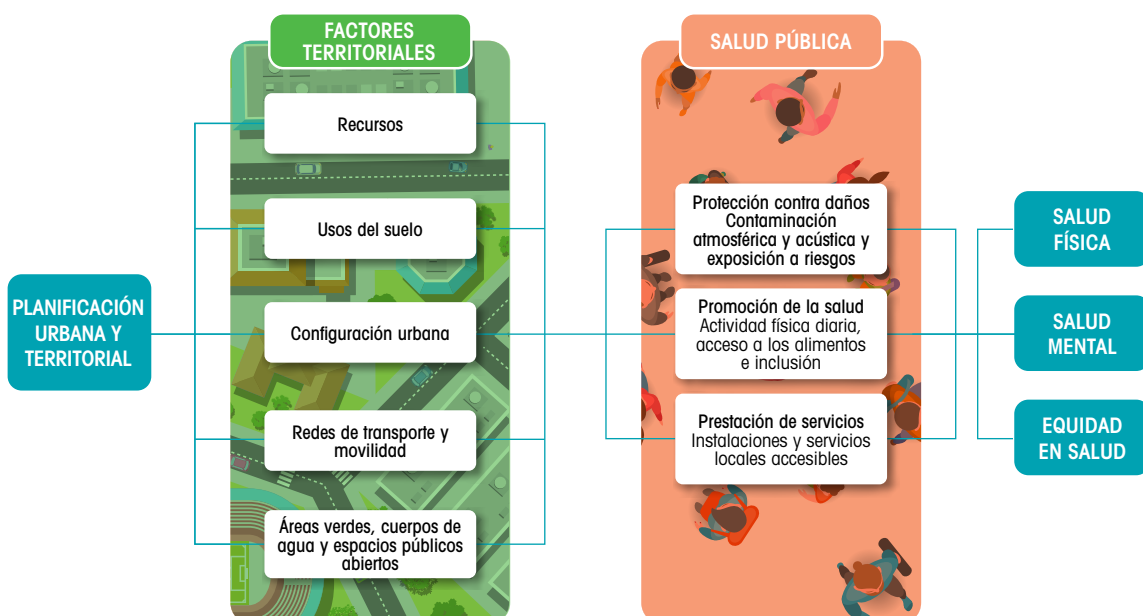 FACTORES
TERRITORIALES
SALUD PÚBLICA
PLANIFICACIÓN
URBANA Y
TERRITORIAL
Recursos
Usos del suelo
Configuración urbana
Redes de transporte y
movilidad
Áreas verdes, cuerpos de
agua y espacios públicos
abiertos
Protección contra daños
Contaminación
atmosférica y acústica y
exposición a riesgos
Promoción de la salud
Actividad física diaria,
acceso a los alimentos
e inclusión
Prestación de servicios
Instalaciones y servicios
locales accesibles
SALUD
FÍSICA
SALUD
MENTAL
EQUIDAD
EN SALUD